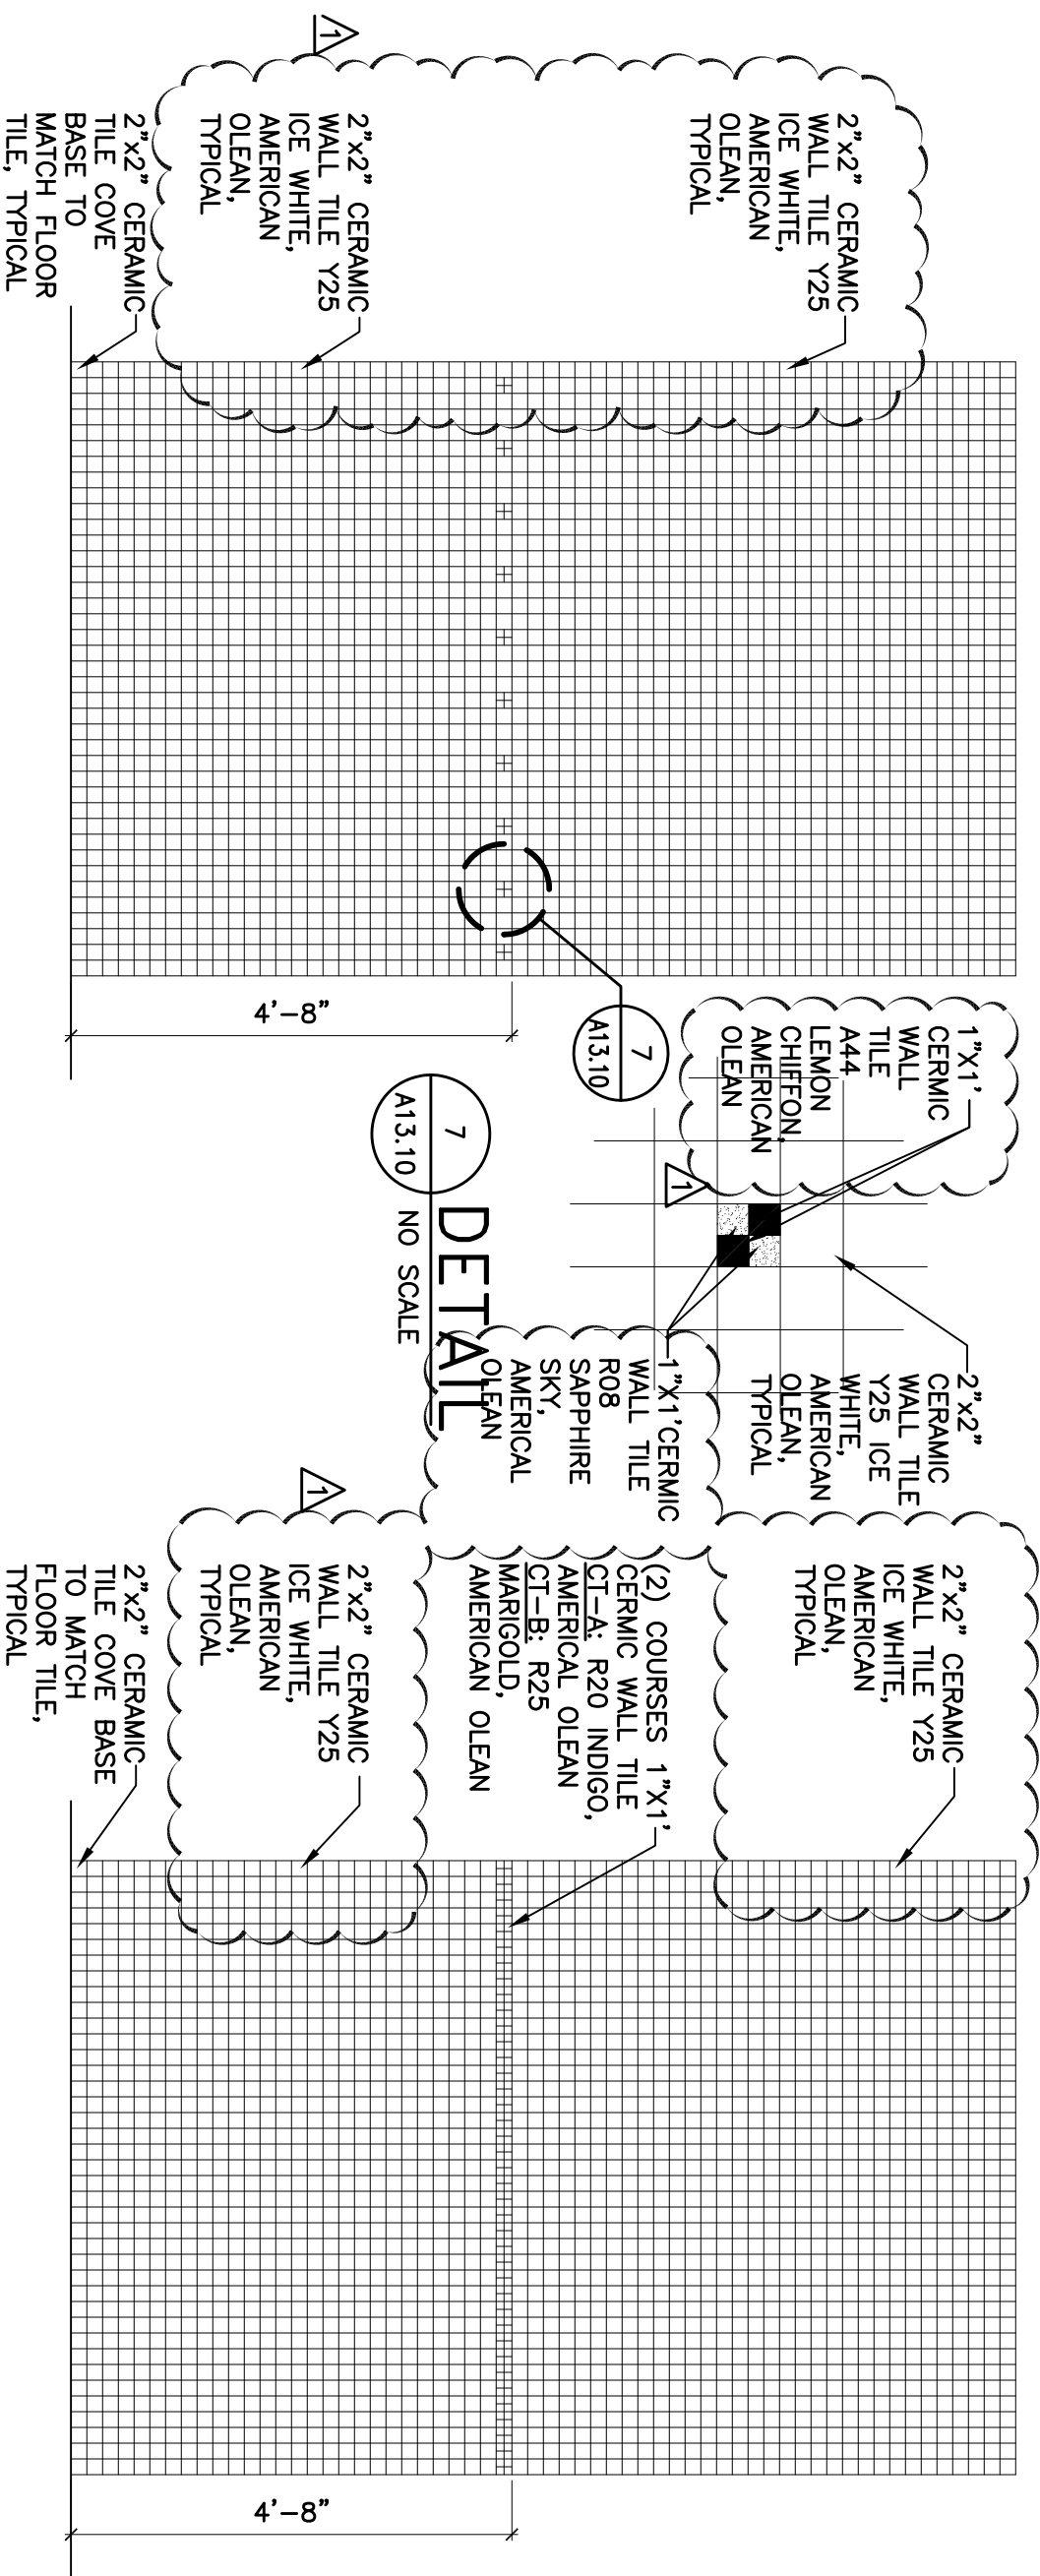 1
2"x2" CERAMIC
WALL TILE Y25
ICE WHITE,
AMERICAN
OLEAN,
TYPICAL
2"x2" CERAMIC
WALL TILE Y25
ICE WHITE,
AMERICAN
OLEAN,
TYPICAL
2"x2" CERAMIC
TILE COVE
BASE TO
MATCH FLOOR
TILE, TYPICAL
4'-8"
7
A13.10
1"X1'
CERMIC
WALL
TILE
A44
LEMON
CHIFFON,
AMERICAN
OLEAN
1
7
A13.10
DETAIL
NO SCALE
2"x2"
CERAMIC
WALL TILE
Y25 ICE
WHITE,
AMERICAN
OLEAN,
TYPICAL
1"X1'CERMIC
WALL TILE
R08
SAPPHIRE
SKY,
AMERICAL
OLEAN
1
2"x2" CERAMIC
WALL TILE Y25
ICE WHITE,
AMERICAN
OLEAN,
TYPICAL
(2) COURSES 1"X1'
CERMIC WALL TILE
CT-A: R20 INDIGO,
AMERICAL OLEAN
CT-B: R25
MARIGOLD,
AMERICAN OLEAN
2"x2" CERAMIC
WALL TILE Y25
ICE WHITE,
AMERICAN
OLEAN,
TYPICAL
2"x2" CERAMIC
TILE COVE BASE
TO MATCH
FLOOR TILE,
TYPICAL
4'-8"